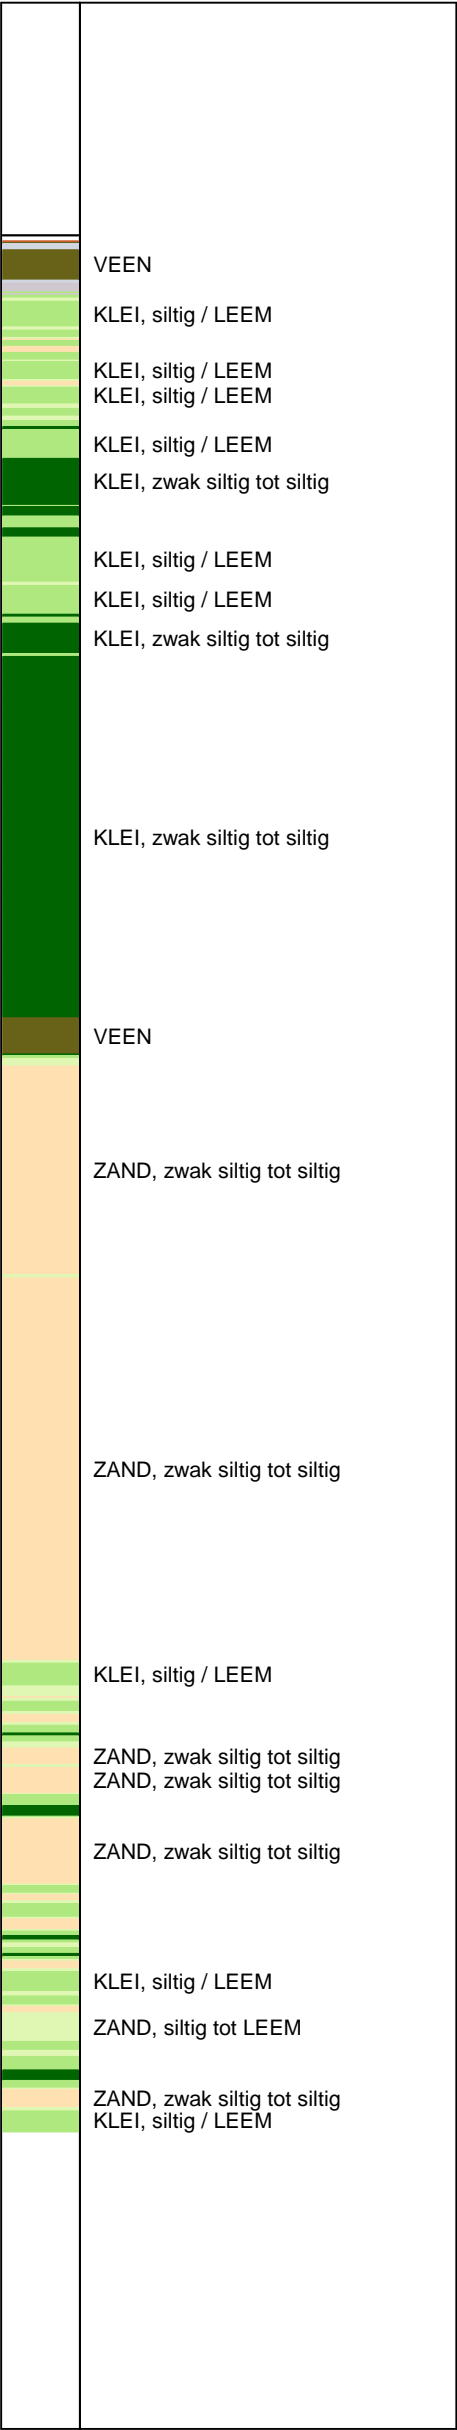 VEEN
KLEI, siltig / LEEM
KLEI, siltig / LEEM
KLEI, siltig / LEEM
KLEI, siltig / LEEM
KLEI, zwak siltig tot siltig
KLEI, siltig / LEEM
KLEI, siltig / LEEM
KLEI, zwak siltig tot siltig
KLEI, zwak siltig tot siltig
VEEN
ZAND, zwak siltig tot siltig
ZAND, zwak siltig tot siltig
KLEI, siltig / LEEM
ZAND, zwak siltig tot siltig
ZAND, zwak siltig tot siltig
ZAND, zwak siltig tot siltig
KLEI, siltig / LEEM
ZAND, siltig tot LEEM
ZAND, zwak siltig tot siltig
KLEI, siltig / LEEM